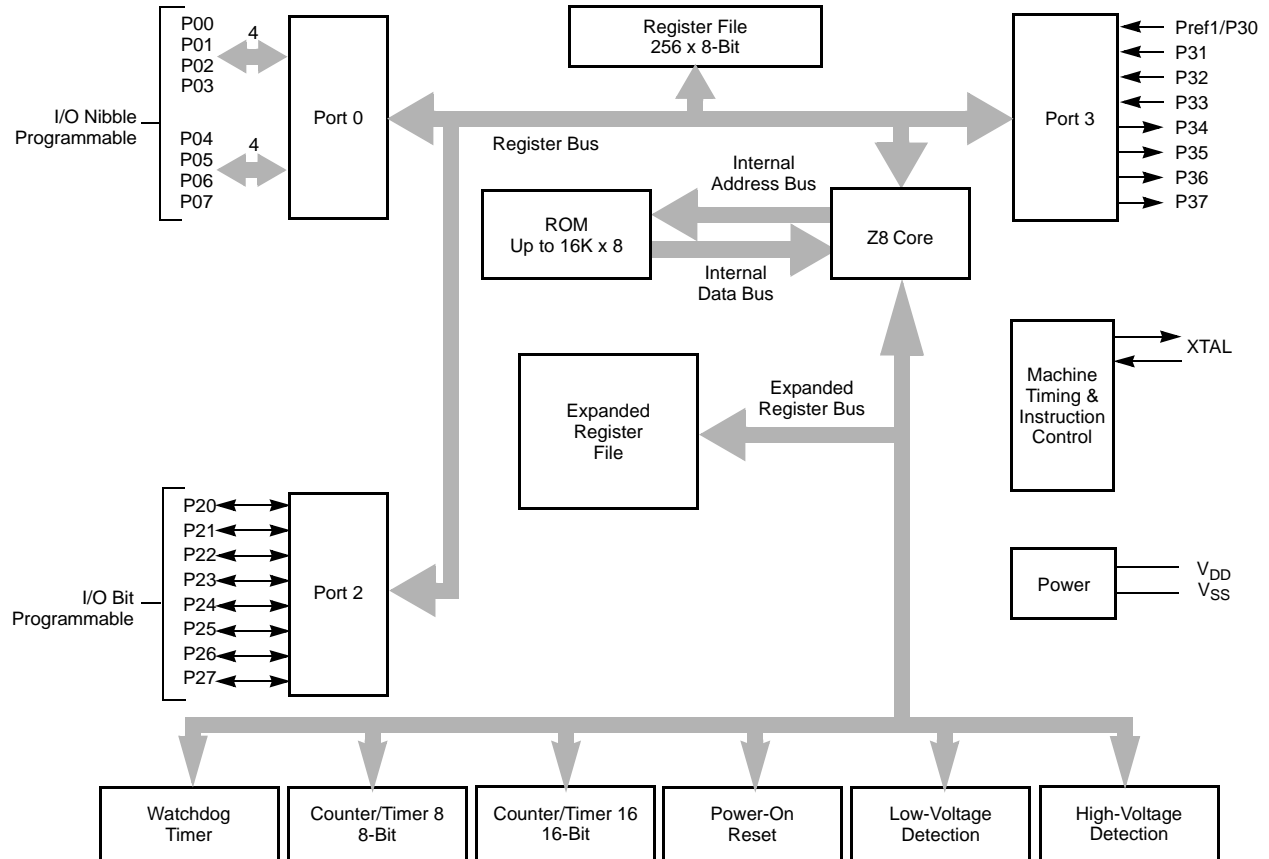 P00
P01
P02
P03
4
I/O Nibble
Programmable
P04
P05
P06
P07
4
Port 0
Register File
256 x 8-Bit
Register Bus
Port 3
Pref1/P30
P31
P32
P33
P34
P35
P36
P37
Internal
Address Bus
ROM
Up to 16K x 8
Z8 Core
Internal
Data Bus
XTAL
Machine
Timing &
Instruction
Control
Expanded
Register Bus
Expanded
Register
File
P20
P21
P22
P23
P24
P25
P26
P27
I/O Bit
Programmable
Port 2
Power
VDD
VSS
Watchdog
Timer
Counter/Timer 8
8-Bit
Counter/Timer 16
16-Bit
Power-On
Reset
Low-Voltage
Detection
High-Voltage
Detection